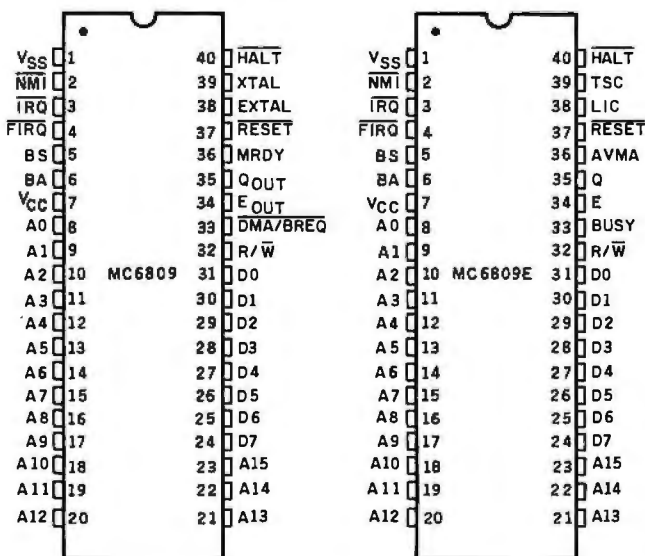 VSS 1 40 HALT VSS 1 40 HALT
NMI 2 39 XTAL NMI 2 39 TSC
IRQ 3 38 EXTAL IRQ 3 38 LIC
FIRQ 4 37 RESET FIRQ 4 37 RESET
BS 5 36 MRDY BS 5 36 AVMA
BA 6 35 QOUT BA 6 35 Q
VCC 7 34 EOUT VCC 7 34 E
A0 8 33 DMA/BREQ A0 8 33 BUSY
A1 9 32 R/W A1 9 32 R/W
A2 10 MC6809 31 D0 A2 10 MC6809E 31 D0
A3 11 30 D1 A3 11 30 D1
A4 12 29 D2 A4 12 29 D2
A5 13 28 D3 A5 13 28 D3
A6 14 27 D4 A6 14 27 D4
A7 15 26 D5 A7 15 26 D5
A8 16 25 D6 A8 16 25 D6
A9 17 24 D7 A9 17 24 D7
A10 18 23 A15 A10 18 23 A15
A11 19 22 A14 A11 19 22 A14
A12 20 21 A13 A12 20 21 A13